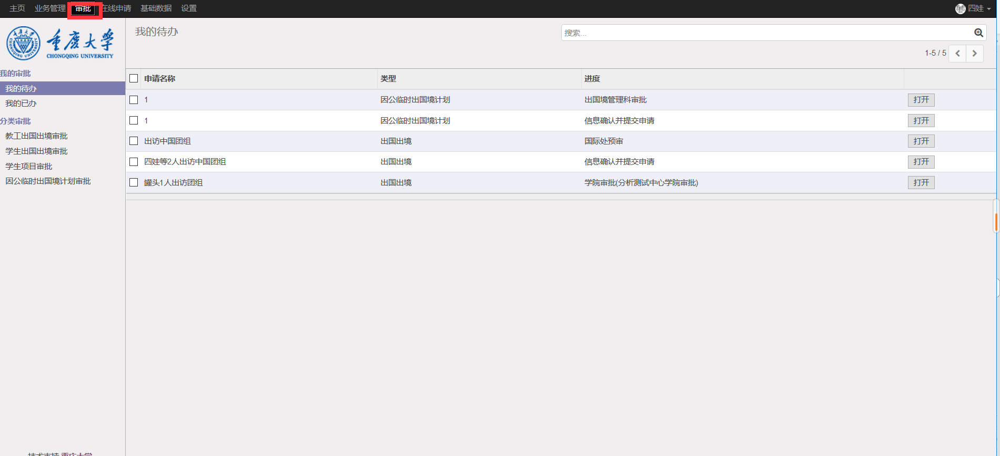 主页 业务管理 审批 在线申请 基础数据 设置 四娃
重庆大学
CHONGQING UNIVERSITY
我的审批
我的待办
我的已办
分类审批
教工出国出境审批
学生出国出境审批
学生项目审批
因公临时出国境计划审批
我的待办
搜索...
1-5 / 5
申请名称 类型 进度
1 因公临时出国境计划 出国境管理科审批 打开
1 因公临时出国境计划 信息确认并提交申请 打开
出访中国团组 出国出境 国际处预审 打开
四娃等2人出访中国团组 出国出境 信息确认并提交申请 打开
罐头1人出访团组 出国出境 学院审批(分析测试中心学院审批) 打开
技术支持 重庆大学